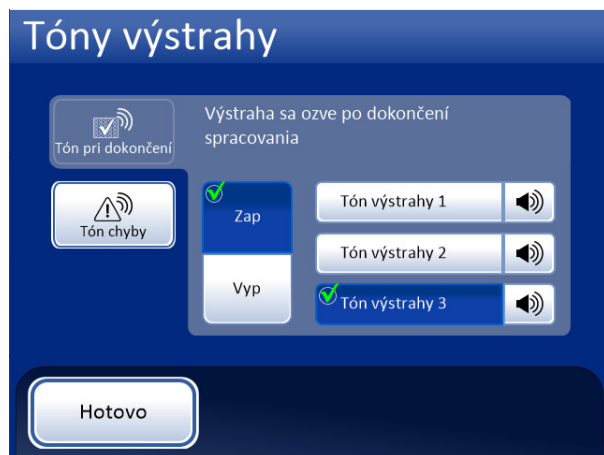 Tóny výstrahy
Tón pri dokončení
Výstraha sa ozve po dokončení
spracovania
Tón chyby
Zap
Vyp
Tón výstrahy 1
Tón výstrahy 2
Tón výstrahy 3
Hotovo